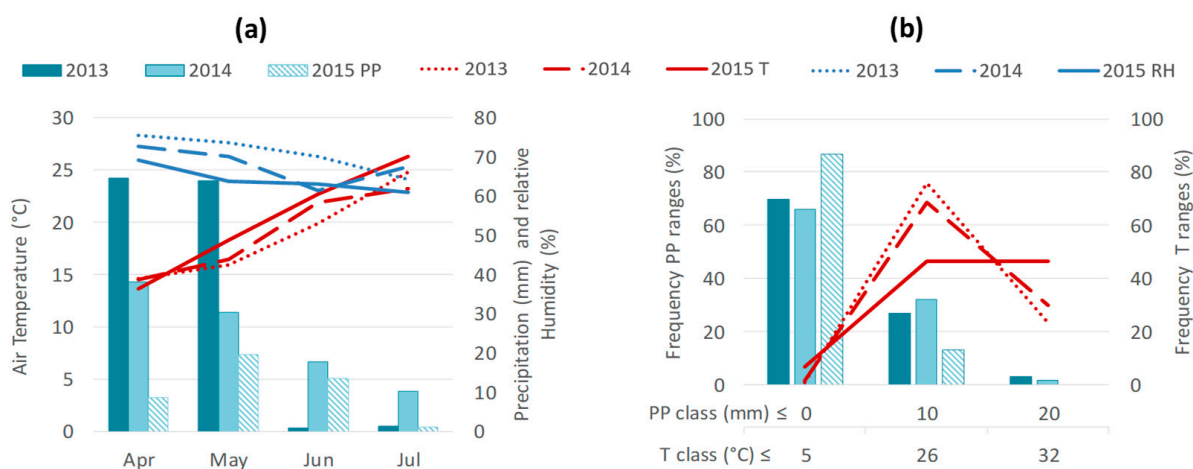 (a)
2013 2014 2015 PP 2013 2014 2015 T 2013 2014 2015 RH
Air Temperature (°C)
30
25
20
15
10
5
0
80
70
60
50
40
30
20
10
0
Precipitation (mm) and relative
Humidity (%)
Apr May Jun Jul
(b)
Frequency PP ranges (%)
100
80
60
40
20
0
100
80
60
40
20
0
Frequency T ranges (%)
PP class (mm) ≤ 0 10 20
T class (°C) ≤ 5 26 32